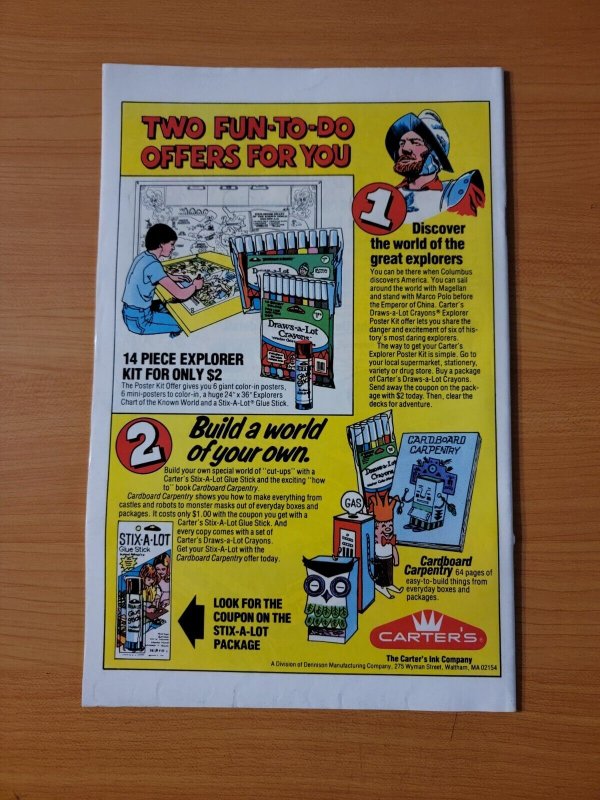 TWO FUN-TO-DO
OFFERS FOR YOU
1
Discover
the world of the
great explorers
You can be there when Columbus
discovers America. You can sail
around the world with Magellan
and stand with Marco Polo before
the Emperor of China. Carter's
Draws-a-Lot Crayons® Explorer
Poster Kit offer lets you share the
danger and excitement of six of his-
tory's most daring explorers.
The way to get your Carter's
Explorer Poster Kit is simple. Go to
your local supermarket, stationery,
variety or drug store. Buy a package
of Carter's Draws-a-Lot Crayons.
Send away the coupon on the pack-
age with $2 today. Then, clear the
decks for adventure.
Draws-a-Lot
Crayons
14 PIECE EXPLORER
KIT FOR ONLY $2
The Poster Kit Offer gives you 6 giant color-in posters,
6 mini-posters to color-in, a huge 24" x 36" Explorers
Chart of the Known World and a Stix-A-Lot® Glue Stick.
2
Build a world
of your own.
Build your own special world of "cut-ups" with a
Carter's Stix-A-Lot Glue Stick and the exciting "how
to" book Cardboard Carpentry.
Cardboard Carpentry shows you how to make everything from
castles and robots to monster masks out of everyday boxes and
packages. It costs only $1.00 with the coupon you get with a
Carter's Stix-A-Lot Glue Stick. And
every copy comes with a set of
Carter's Draws-a-Lot Crayons.
Get your Stix-A-Lot with the
Cardboard Carpentry offer today.
STIX-A-LOT
Glue Stick
LOOK FOR THE
COUPON ON THE
STIX-A-LOT
PACKAGE
GAS
CARDBOARD
CARPENTRY
Cardboard
Carpentry 64 pages of
easy-to-build things from
everyday boxes and
packages.
CARTER'S
The Carter's Ink Company
A Division of Dennison Manufacturing Company, 275 Wyman Street, Waltham, MA 02154